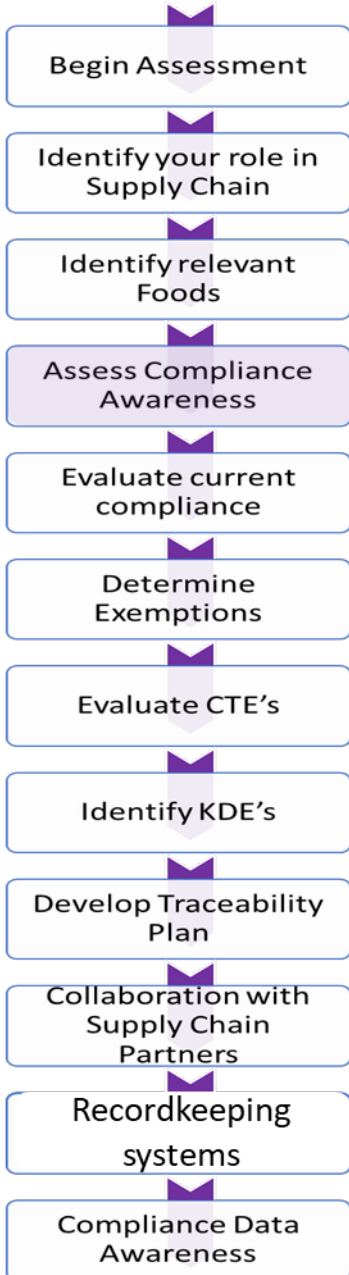 Begin Assessment
Identify your role in
Supply Chain
Identify relevant
Foods
Assess Compliance
Awareness
Evaluate current
compliance
Determine
Exemptions
Evaluate CTE's
Identify KDE's
Develop Traceability
Plan
Collaboration with
Supply Chain
Partners
Recordkeeping
systems
Compliance Data
Awareness